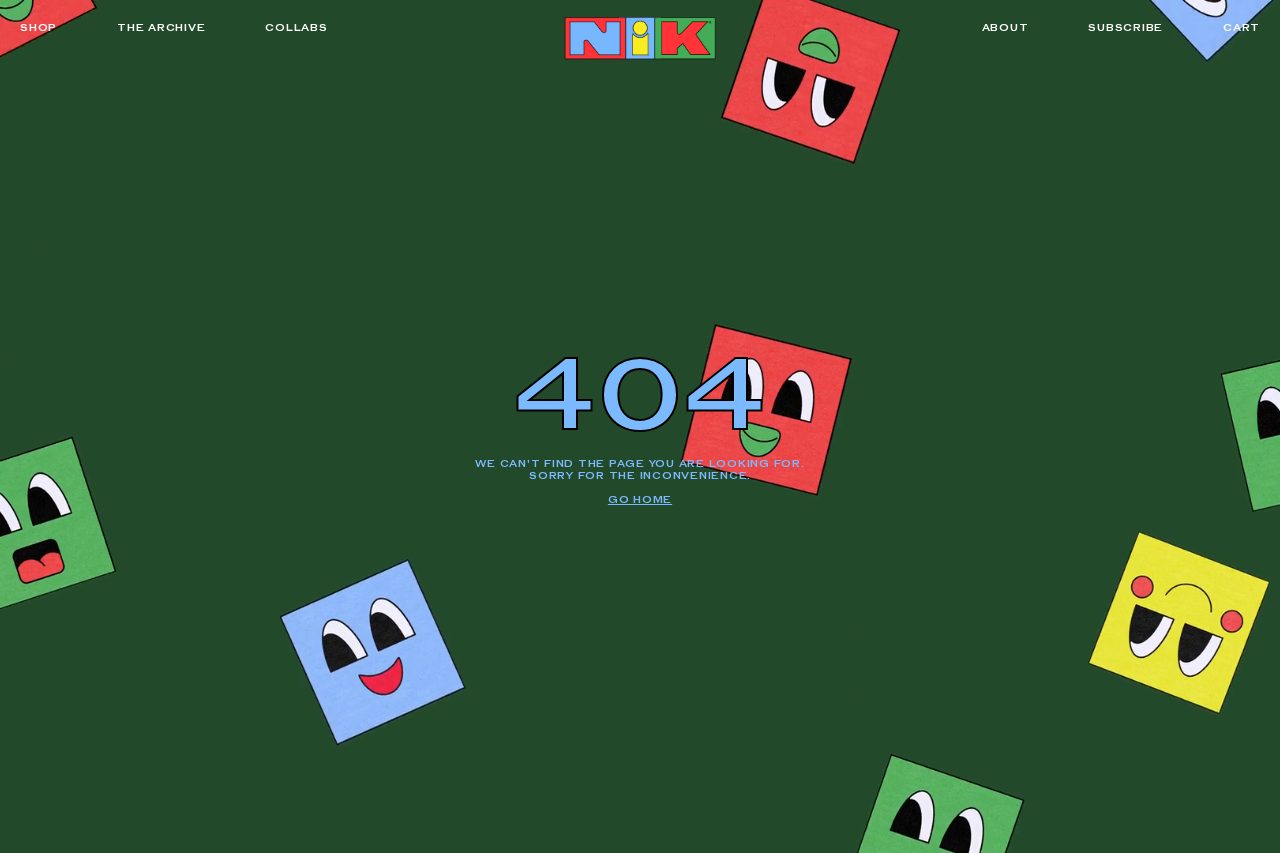 SHOP
THE ARCHIVE
COLLABS
NiK
ABOUT
SUBSCRIBE
CART
404
WE CAN'T FIND THE PAGE YOU ARE LOOKING FOR.
SORRY FOR THE INCONVENIENCE.
GO HOME